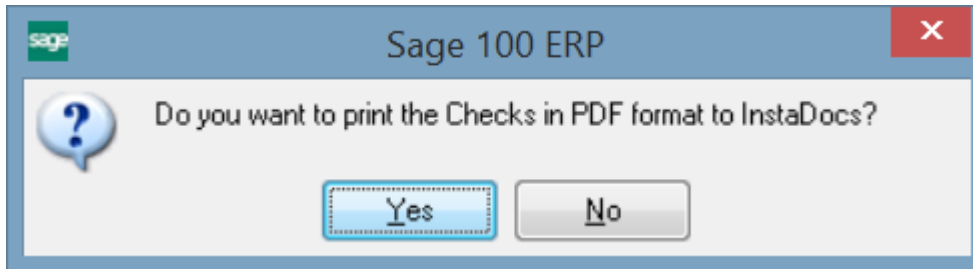 sage
Sage 100 ERP
Do you want to print the Checks in PDF format to InstaDocs?
Yes
No